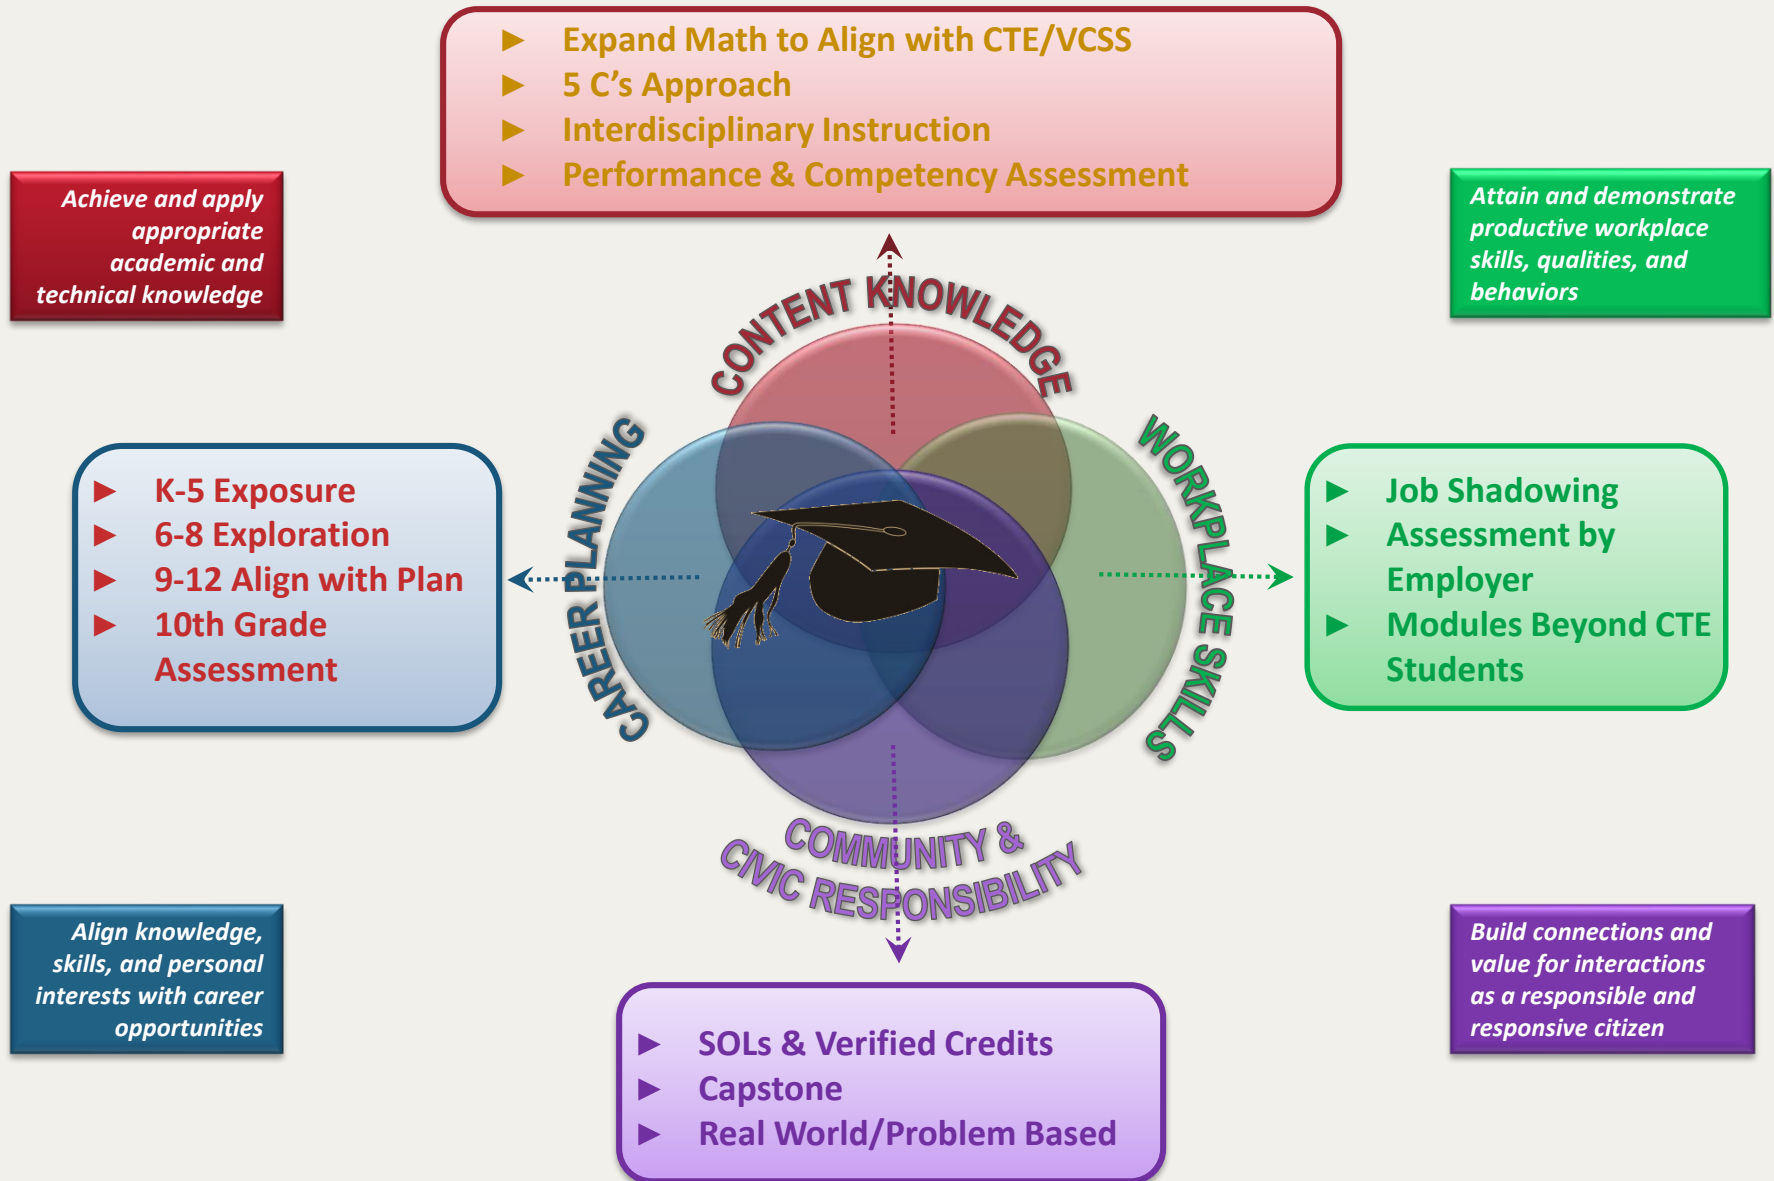 ► Expand Math to Align with CTE/VCSS
► 5 C’s Approach
► Interdisciplinary Instruction
► Performance & Competency Assessment
Achieve and apply
appropriate
academic and
technical knowledge
Attain and demonstrate
productive workplace
skills, qualities, and
behaviors
CONTENT KNOWLEDGE
CAREER PLANNING
WORKPLACE SKILLS
► K-5 Exposure
► 6-8 Exploration
► 9-12 Align with Plan
► 10th Grade
Assessment
► Job Shadowing
► Assessment by
Employer
► Modules Beyond CTE
Students
COMMUNITY &
CIVIC RESPONSIBILITY
Align knowledge,
skills, and personal
interests with career
opportunities
Build connections and
value for interactions
as a responsible and
responsive citizen
► SOLs & Verified Credits
► Capstone
► Real World/Problem Based